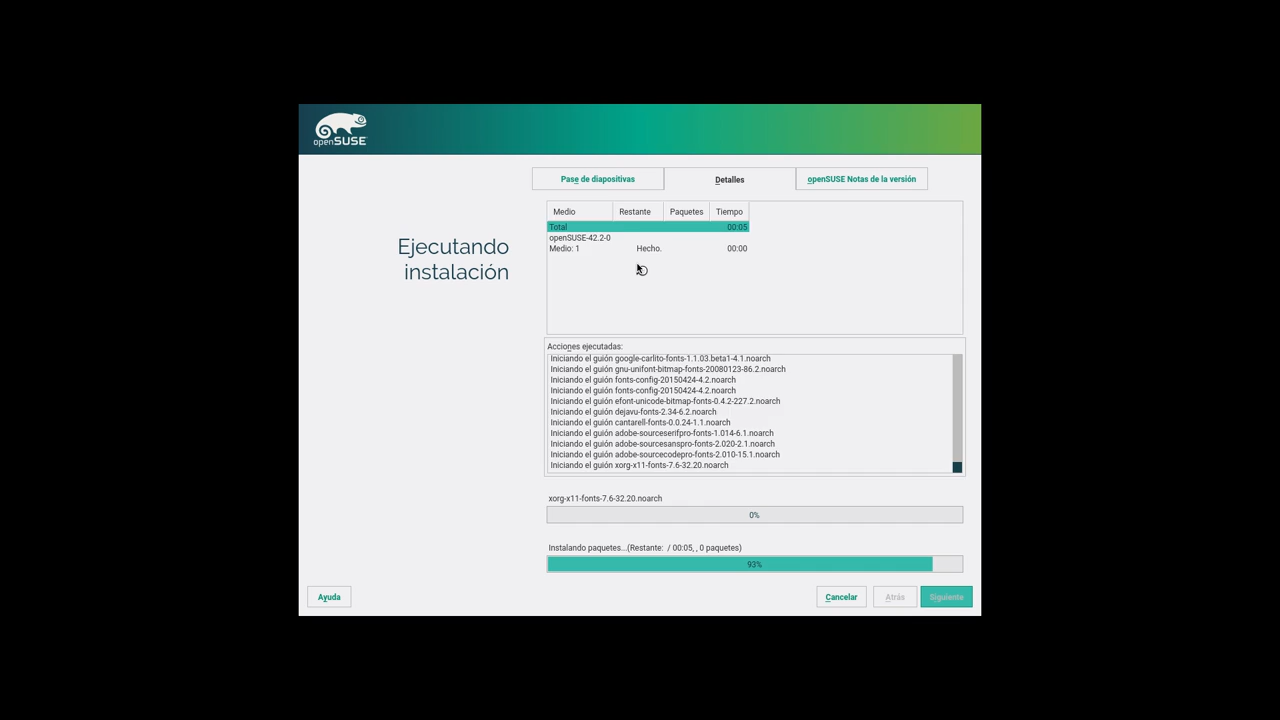 openSUSE
Pase de diapositivas
Detalles
openSUSE Notas de la versión
Ejecutando
instalación
Medio Restante Paquetes Tiempo
Total 00:05
openSUSE-42.2-0
Medio: 1 Hecho. 00:00
Acciones ejecutadas:
Iniciando el guión google-carlito-fonts-1.1.03.beta1-4.1.noarch
Iniciando el guión gnu-unifont-bitmap-fonts-20080123-86.2.noarch
Iniciando el guión fonts-config-20150424-4.2.noarch
Iniciando el guión fonts-config-20150424-4.2.noarch
Iniciando el guión efont-unicode-bitmap-fonts-0.4.2-227.2.noarch
Iniciando el guión dejavu-fonts-2.34-6.2.noarch
Iniciando el guión cantarell-fonts-0.0.24-1.1.noarch
Iniciando el guión adobe-sourceserifpro-fonts-1.014-6.1.noarch
Iniciando el guión adobe-sourcesanspro-fonts-2.020-2.1.noarch
Iniciando el guión adobe-sourcecodepro-fonts-2.010-15.1.noarch
Iniciando el guión xorg-x11-fonts-7.6-32.20.noarch
xorg-x11-fonts-7.6-32.20.noarch
0%
Instalando paquetes...(Restante:  / 00:05, , 0 paquetes)
93%
Ayuda
Cancelar
Atrás
Siguiente